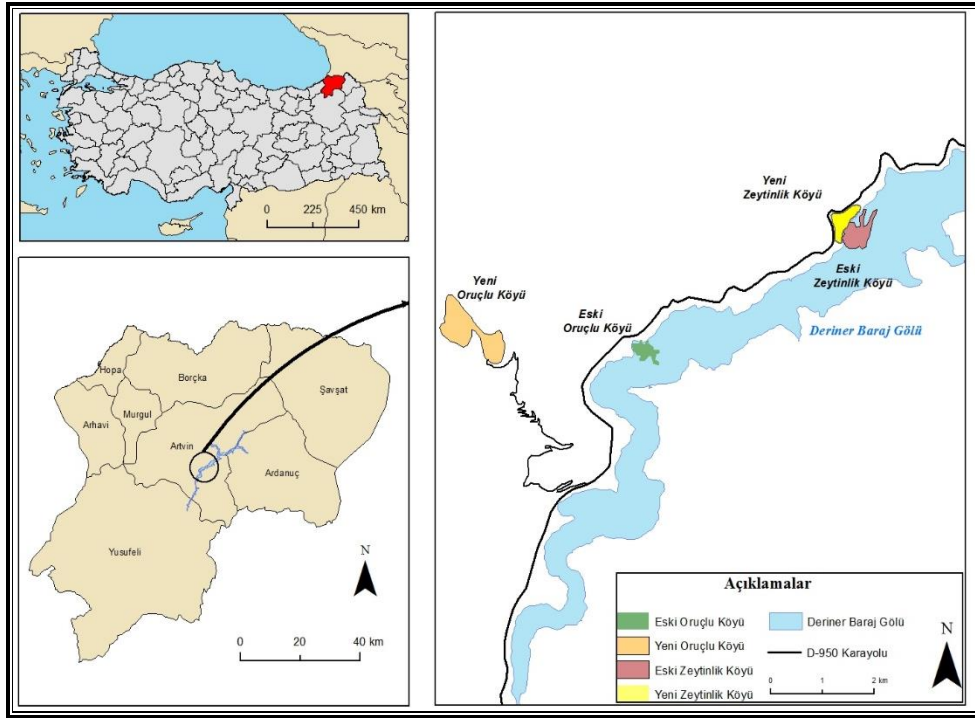 0 225 450 km
Hopa
Borçka
Şavşat
Arhavi
Murgul
Artvin
Ardanuç
Yusufeli
N
0 20 40 km
Yeni
Zeytinlik Köyü
Eski
Zeytinlik Köyü
Yeni
Oruçlu Köyü
Eski
Oruçlu Köyü
Deriner Baraj Gölü
Açıklamalar
Eski Oruçlu Köyü
Yeni Oruçlu Köyü
Eski Zeytinlik Köyü
Yeni Zeytinlik Köyü
Deriner Baraj Gölü
D-950 Karayolu
0 1 2 km
N